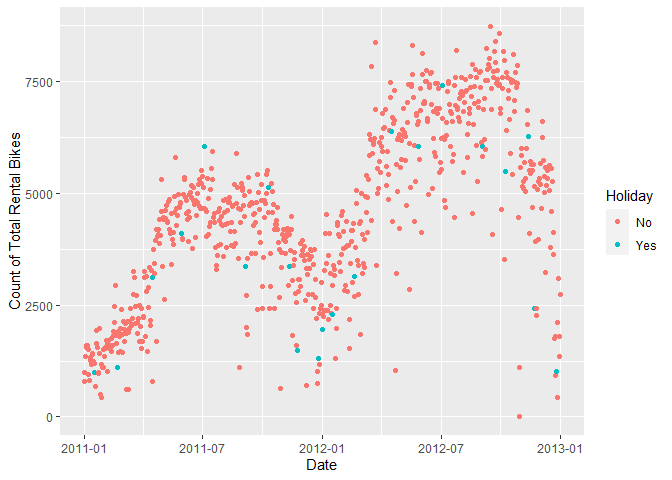 7500
5000
2500
0
Count of Total Rental Bikes
2011-01 2011-07 2012-01 2012-07 2013-01
Date
Holiday
No
Yes